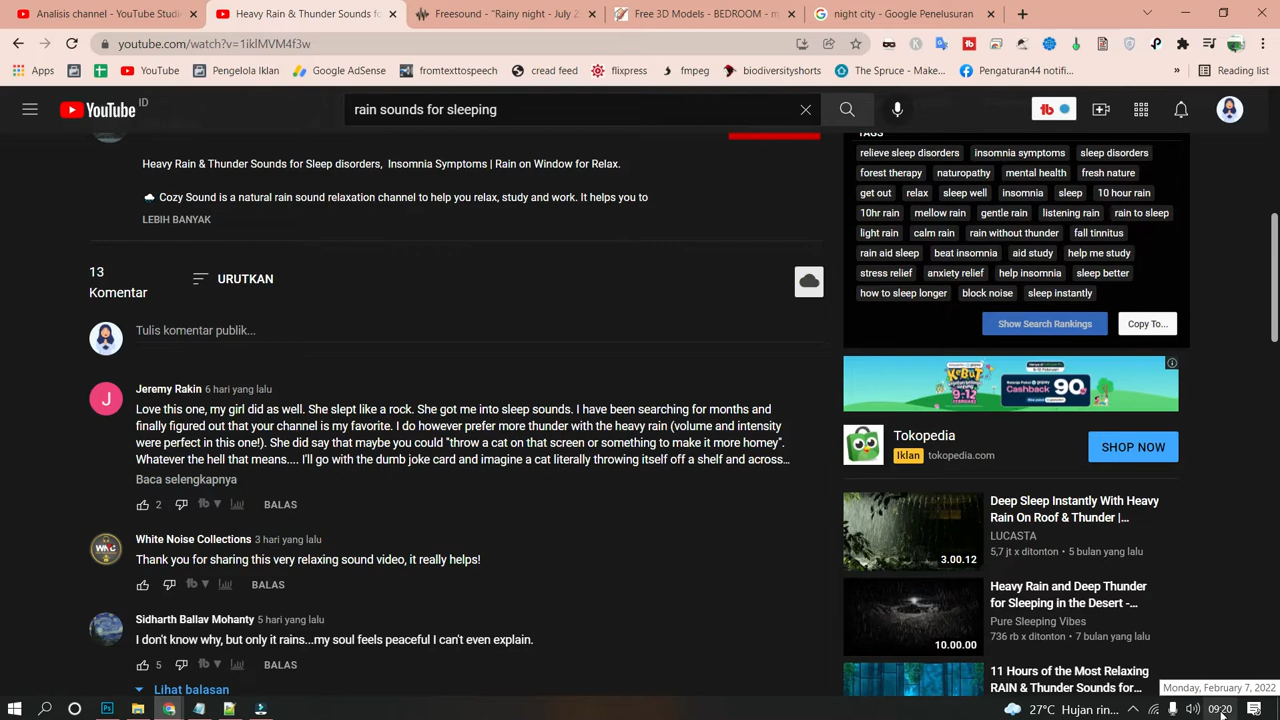 Analisis channel - YouTube Studi
Heavy Rain & Thunder Sounds fo
Freesound - "Rainy night - July 2
Free 3D Models - BEDROOM - m
night city - Google Penelusuran
youtube.com/watch?v=1iklMVM4f3w
Apps
YouTube
Pengelola Iklan
Google AdSense
fromtextospeech
cread feed
flixpress
fmpeg
biodiversityshorts
The Spruce - Make...
Pengaturan44 notifi...
»
Reading list
YouTube ID
rain sounds for sleeping
tb
Heavy Rain & Thunder Sounds for Sleep disorders, Insomnia Symptoms | Rain on Window for Relax.
Cozy Sound is a natural rain sound relaxation channel to help you relax, study and work. It helps you to
LEBIH BANYAK
13
Komentar
URUTKAN
Tulis komentar publik...
J
Jeremy Rakin 6 hari yang lalu
Love this one, my girl did as well. She slept like a rock. She got me into sleep sounds. I have been searching for months and
finally figured out that your channel is my favorite. I do however prefer more thunder with the heavy rain (volume and intensity
were perfect in this one!). She did say that maybe you could "throw a cat on that screen or something to make it more homey".
Whatever the hell that means.... I'll go with the dumb joke card and imagine a cat literally throwing itself off a shelf and across...
Baca selengkapnya
2 tb BALAS
White Noise Collections 3 hari yang lalu
Thank you for sharing this very relaxing sound video, it really helps!
tb BALAS
Sidharth Ballav Mohanty 5 hari yang lalu
I don't know why, but only it rains...my soul feels peaceful I can't even explain.
5 tb BALAS
Lihat balasan
TAGS
relieve sleep disorders insomnia symptoms sleep disorders
forest therapy naturopathy mental health fresh nature
get out relax sleep well insomnia sleep 10 hour rain
10hr rain mellow rain gentle rain listening rain rain to sleep
light rain calm rain rain without thunder fall tinnitus
rain aid sleep beat insomnia aid study help me study
stress relief anxiety relief help insomnia sleep better
how to sleep longer block noise sleep instantly
Show Search Rankings
Copy To...
KEBUT
9-12
FEBRUARI
Cashback 90
Tokopedia
Iklan tokopedia.com
SHOP NOW
3.00.12
Deep Sleep Instantly With Heavy
Rain On Roof & Thunder |...
LUCASTA
5,7 jt x ditonton • 5 bulan yang lalu
10.00.00
Heavy Rain and Deep Thunder
for Sleeping in the Desert -...
Pure Sleeping Vibes
736 rb x ditonton • 7 bulan yang lalu
11 Hours of the Most Relaxing
RAIN & Thunder Sounds for...
Monday, February 7, 2022
Ps
27°C Hujan rin...
09:20